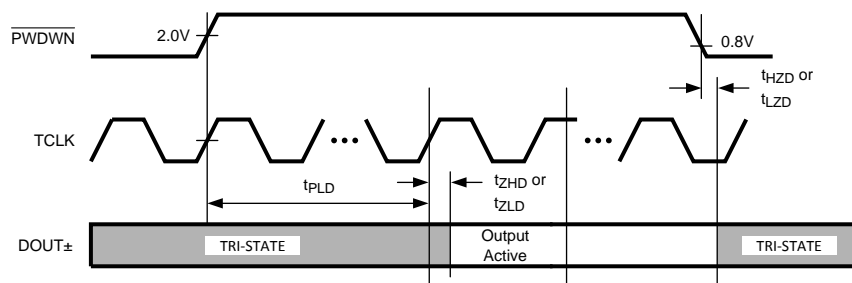 PWDWN
2.0V
0.8V
tHZD or
tLZD
TCLK
•••
•••
tPLD
tZHD or
tZLD
DOUT±
TRI-STATE
Output
Active
TRI-STATE